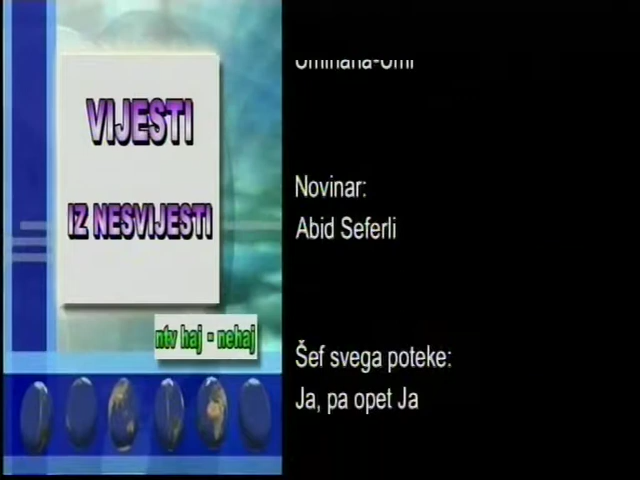 VIJESTI
IZ NESVIJESTI
ntv haj - nehaj
Novinar:
Abid Seferli
Šef svega poteke:
Ja, pa opet Ja